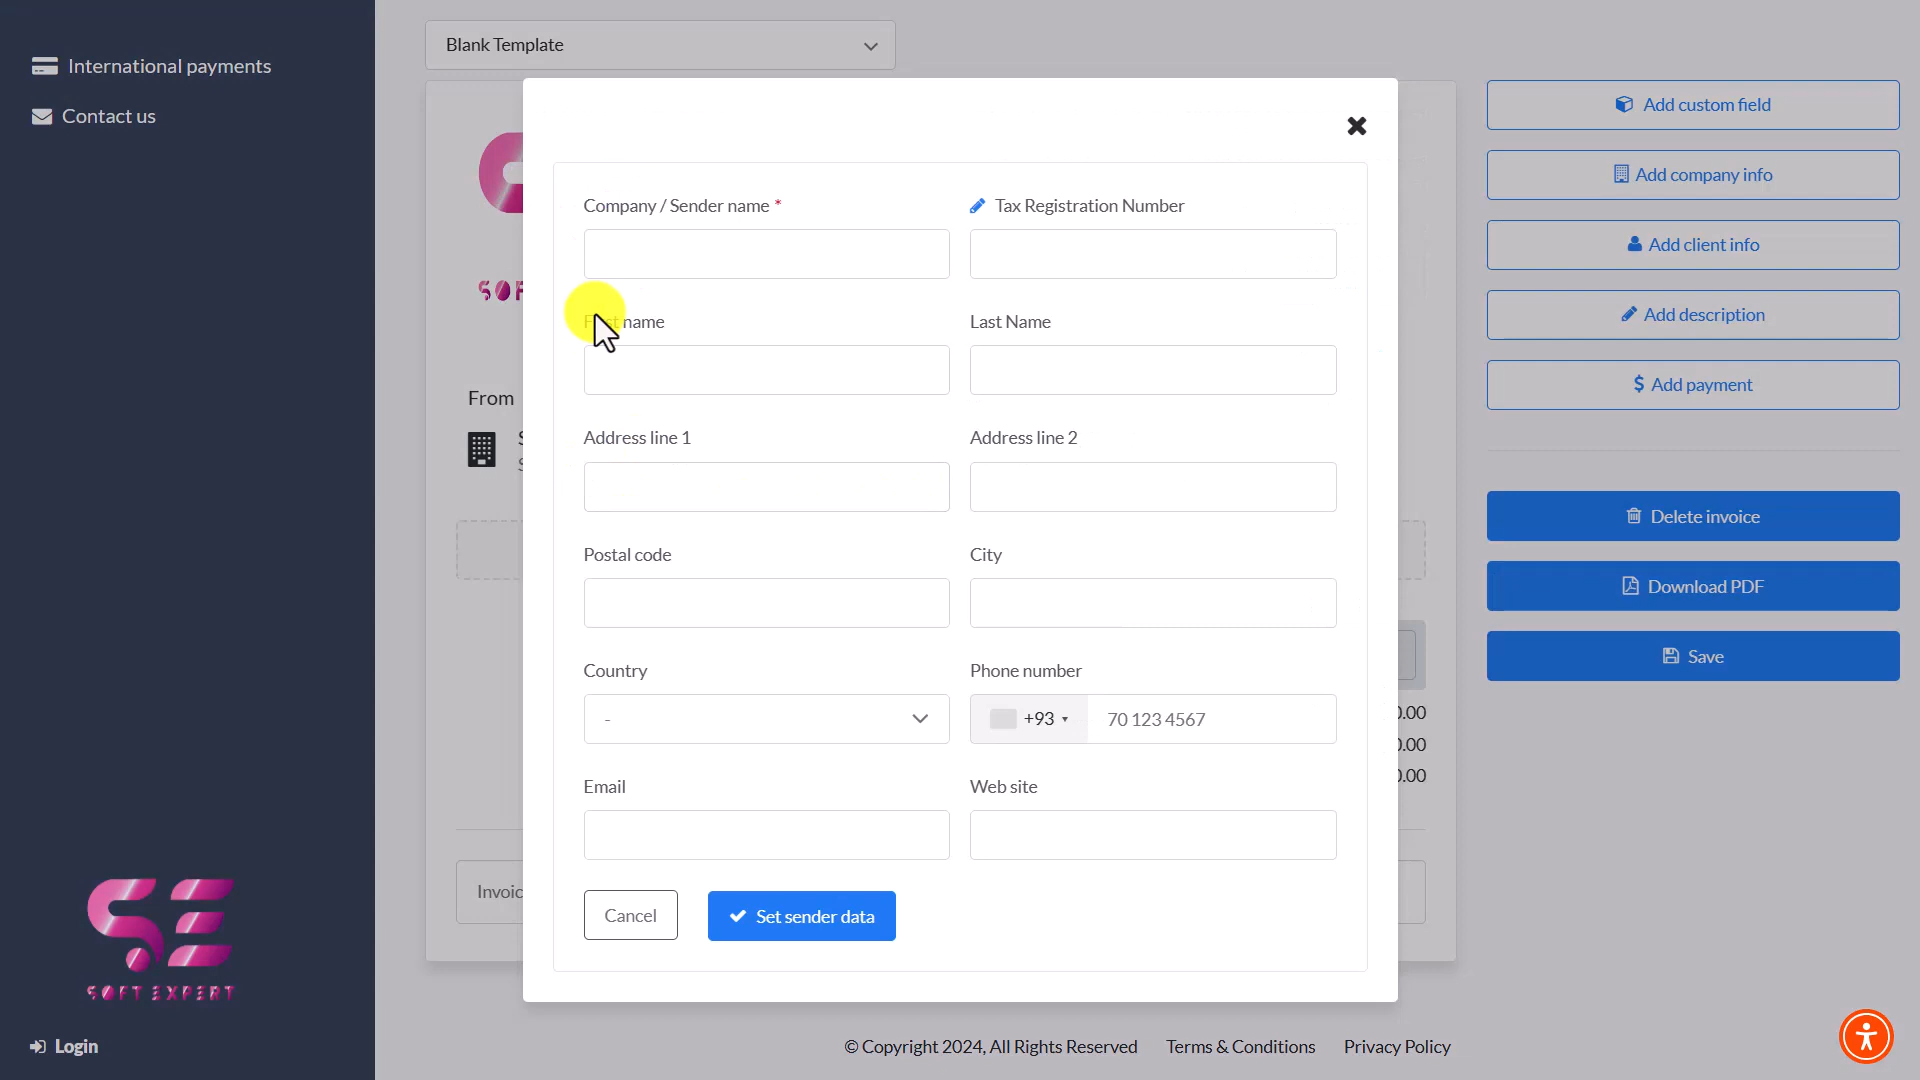 International payments
Contact us
Blank Template
Company / Sender name *
Tax Registration Number
First name
Last Name
Address line 1
Address line 2
Postal code
City
Country
-
Phone number
+93
70 123 4567
Email
Web site
Cancel
Set sender data
From
Add custom field
Add company info
Add client info
Add description
Add payment
Delete invoice
Download PDF
Save
SOFT EXPERT
Login
© Copyright 2024, All Rights Reserved
Terms & Conditions
Privacy Policy